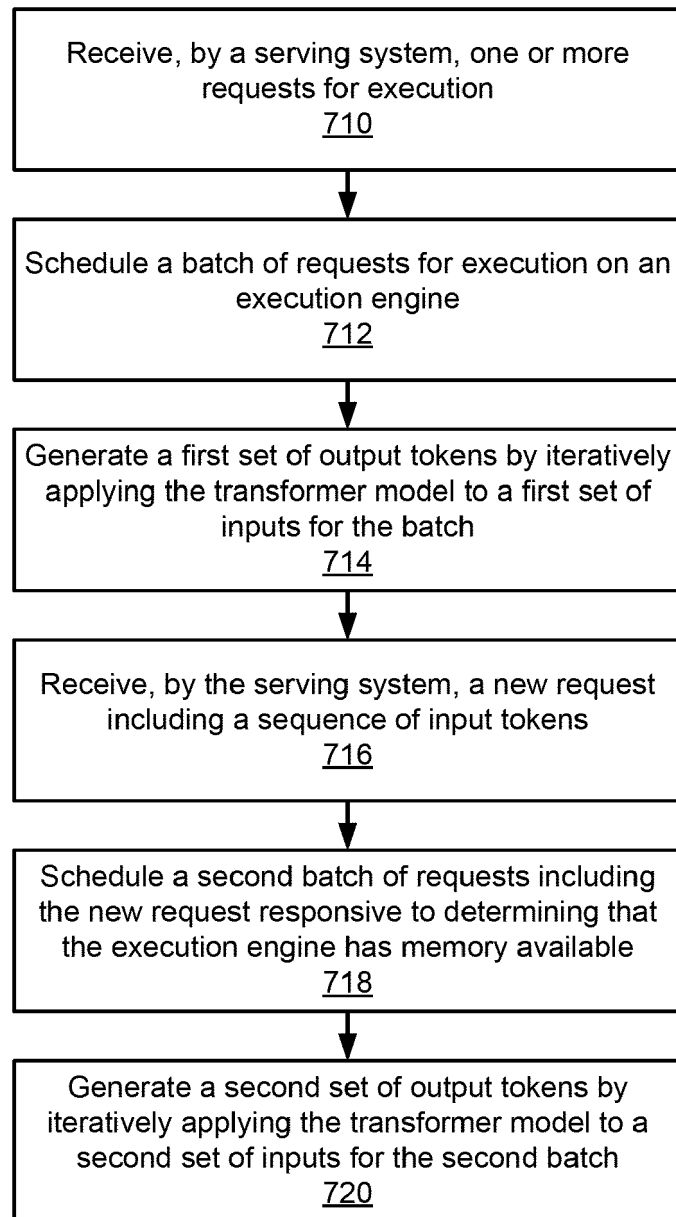 Receive, by a serving system, one or more
requests for execution
710
Schedule a batch of requests for execution on an
execution engine
712
Generate a first set of output tokens by iteratively
applying the transformer model to a first set of
inputs for the batch
714
Receive, by the serving system, a new request
including a sequence of input tokens
716
Schedule a second batch of requests including
the new request responsive to determining that
the execution engine has memory available
718
Generate a second set of output tokens by
iteratively applying the transformer model to a
second set of inputs for the second batch
720